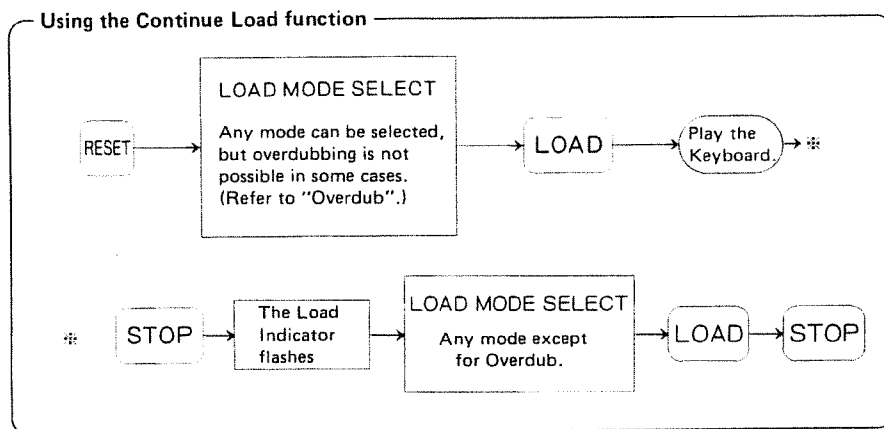 Using the Continue Load function
RESET
LOAD MODE SELECT
Any mode can be selected,
but overdubbing is not
possible in some cases.
(Refer to "Overdub".)
LOAD
Play the
Keyboard.
※
※
STOP
The Load
Indicator
flashes
LOAD MODE SELECT
Any mode except
for Overdub.
LOAD
STOP